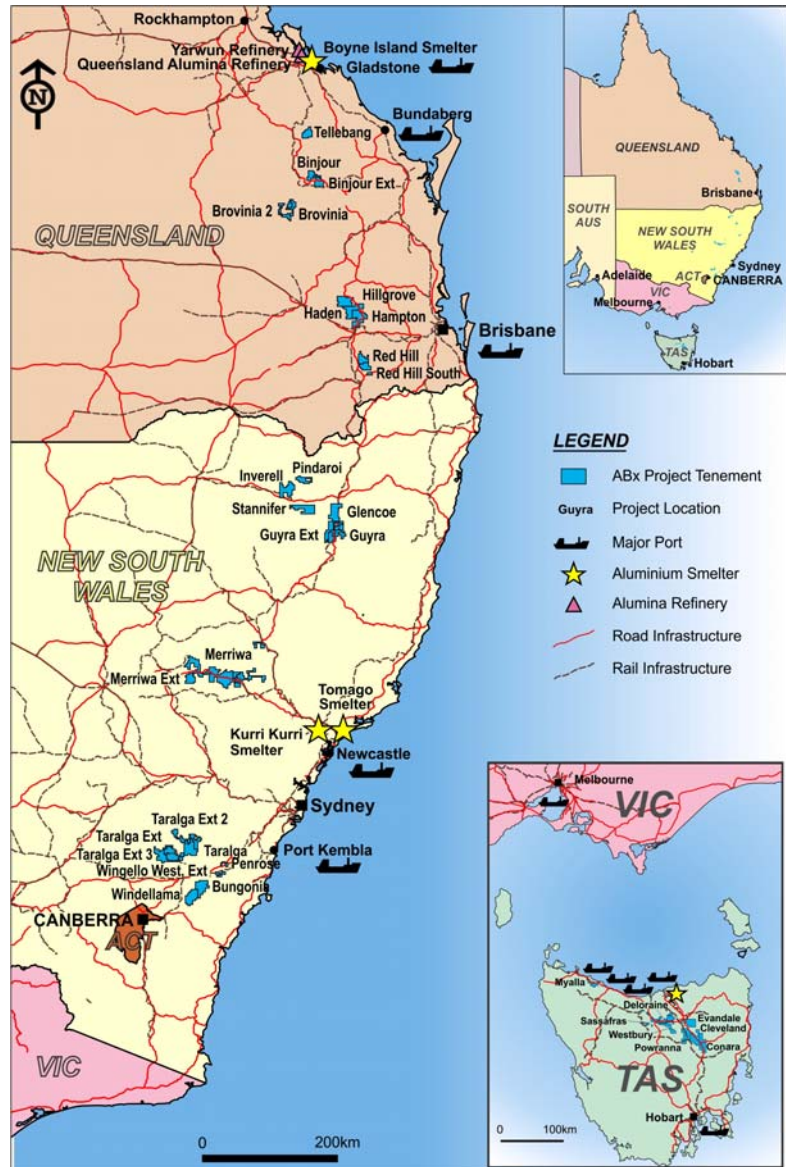 Rockhampton
Yarwun Refinery
Boyne Island Smelter
Queensland Alumina Refinery
Gladstone
N
Bundaberg
Tellebang
Binjour
Binjour Ext
Brovinia 2
Brovinia
QUEENSLAND
Hillgrove
Haden
Hampton
Brisbane
Red Hill
Red Hill South
Pindaroi
Inverell
Stannifer
Glencoe
Guyra Ext
Guyra
NEW SOUTH
WALES
Merriwa
Merriwa Ext
Tomago
Smelter
Kurri Kurri
Smelter
Newcastle
Sydney
Taralga Ext 2
Taralga Ext
Taralga
Taralga Ext 3
Penrose
Port Kembla
Wingello West, Ext
Windellama
Bungonia
CANBERRA
ACT
VIC
0
200km
QUEENSLAND
Brisbane
SOUTH
AUS
NEW SOUTH
WALES
Sydney
ACT
CANBERRA
Adelaide
VIC
Melbourne
TAS
Hobart
LEGEND
ABx Project Tenement
Guyra
Project Location
Major Port
Aluminium Smelter
Alumina Refinery
Road Infrastructure
Rail Infrastructure
Melbourne
VIC
Myalla
Deloraine
Sassafras
Evandale
Westbury
Cleveland
Powranna
Conara
TAS
Hobart
0
100km